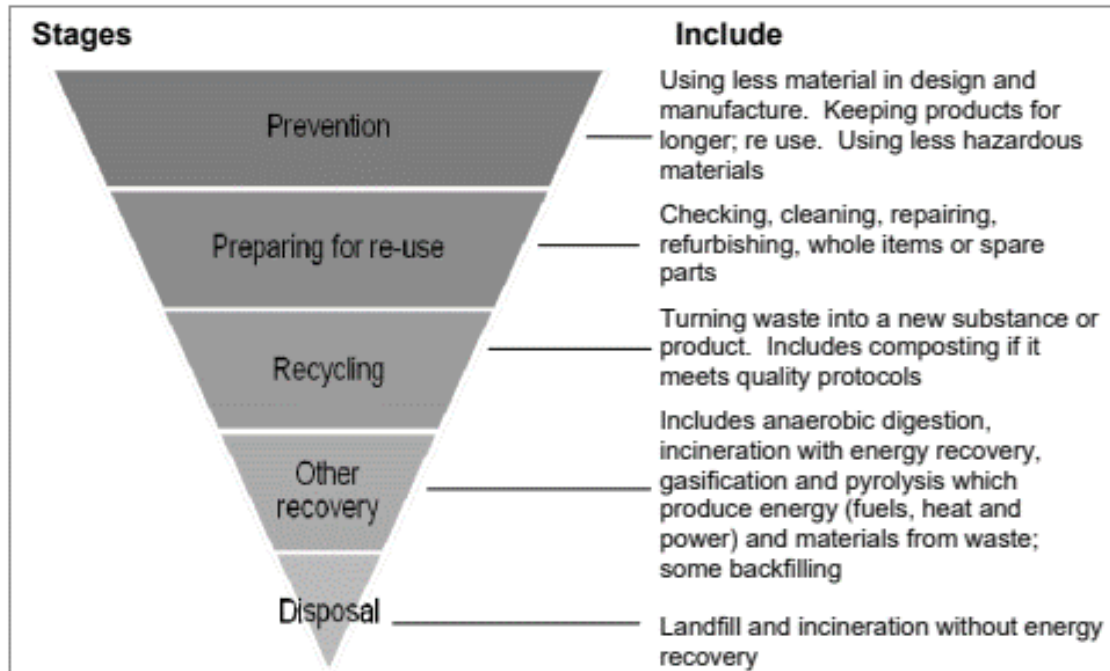 Stages
Include
Prevention
Using less material in design and
manufacture.  Keeping products for
longer; re use.  Using less hazardous
materials
Preparing for re-use
Checking, cleaning, repairing,
refurbishing, whole items or spare
parts
Recycling
Turning waste into a new substance or
product.  Includes composting if it
meets quality protocols
Other
recovery
Includes anaerobic digestion,
incineration with energy recovery,
gasification and pyrolysis which
produce energy (fuels, heat and
power) and materials from waste;
some backfilling
Disposal
Landfill and incineration without energy
recovery